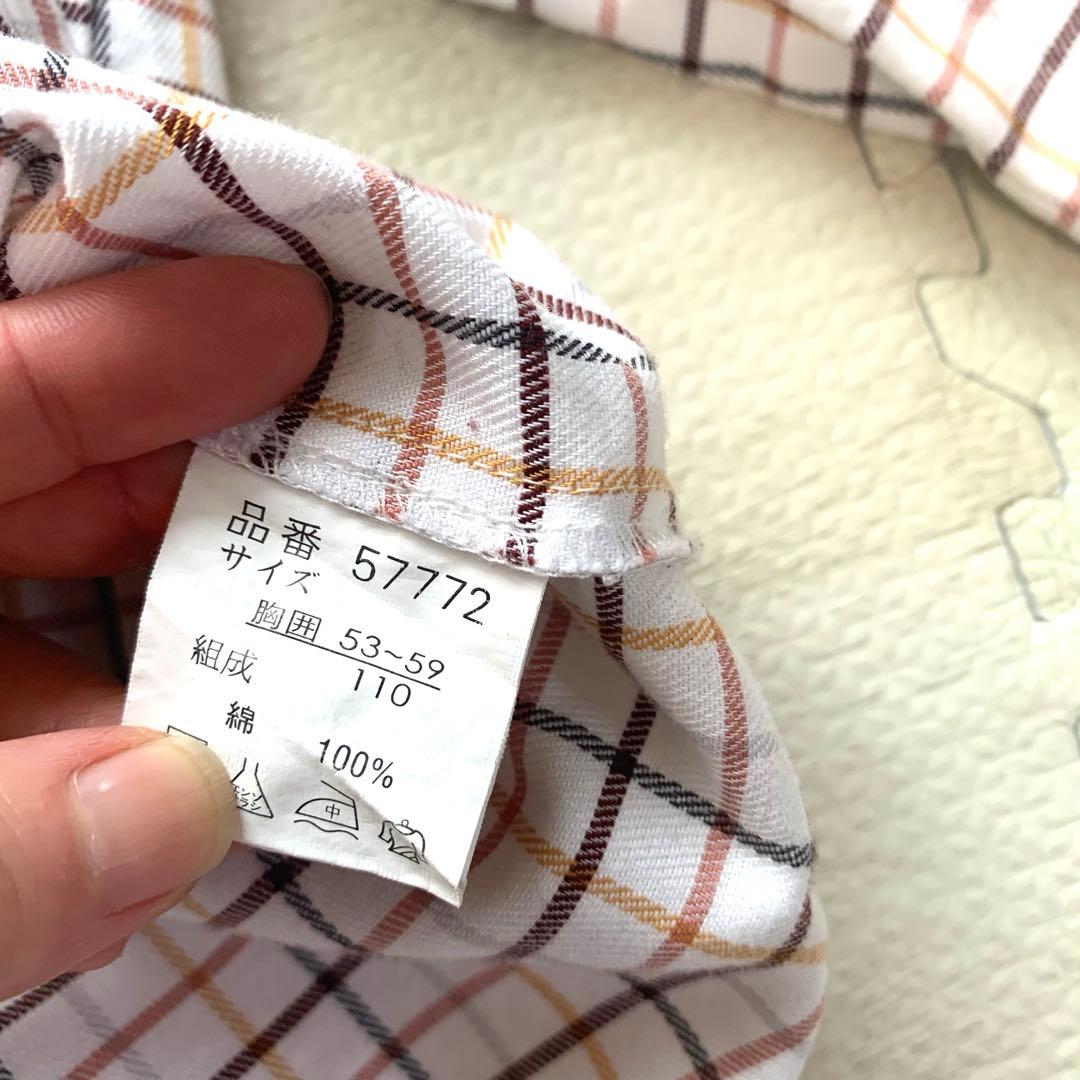 品番 57772
サイズ
胸囲 53~59
110
組成
綿 100%
中